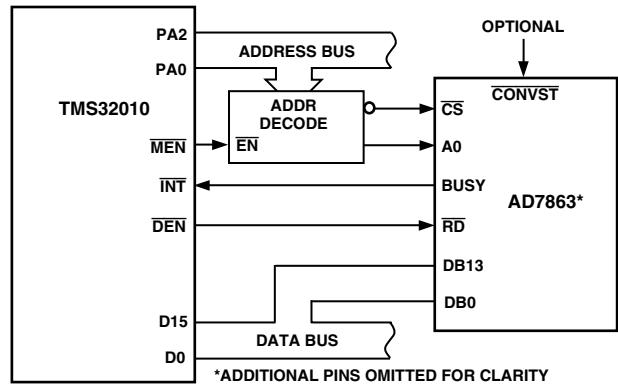 PA2
PA0
ADDRESS BUS
OPTIONAL
TMS32010
ADDR
DECODE
CONVST
CS
MEN
EN
A0
INT
BUSY
AD7863*
DEN
RD
DB13
DB0
D15
D0
DATA BUS
*ADDITIONAL PINS OMITTED FOR CLARITY